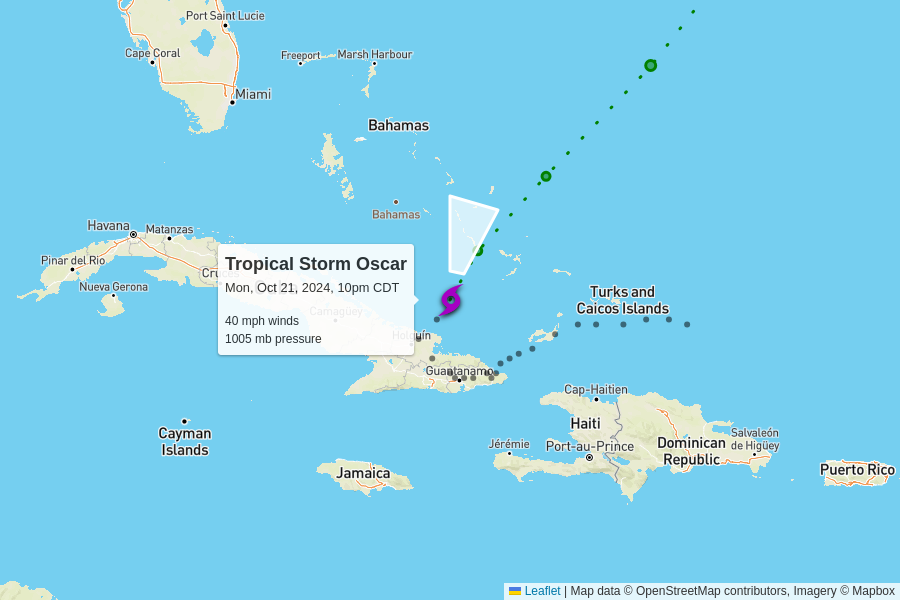 Port Saint Lucie
Cape Coral
Freeport
Marsh Harbour
Miami
Bahamas
Bahamas
Havana
Matanzas
Pinar del Río
Nueva Gerona
Tropical Storm Oscar
Mon, Oct 21, 2024, 10pm CDT
40 mph winds
1005 mb pressure
Camagüey
Holguín
Guantanamo
Turks and
Caicos Islands
Cap-Haitien
Haiti
Port-au-Prince
Jérémie
Dominican
Republic
Salvaleón
de Higüey
Puerto Rico
Cayman
Islands
Jamaica
Leaflet | Map data © OpenStreetMap contributors, Imagery © Mapbox